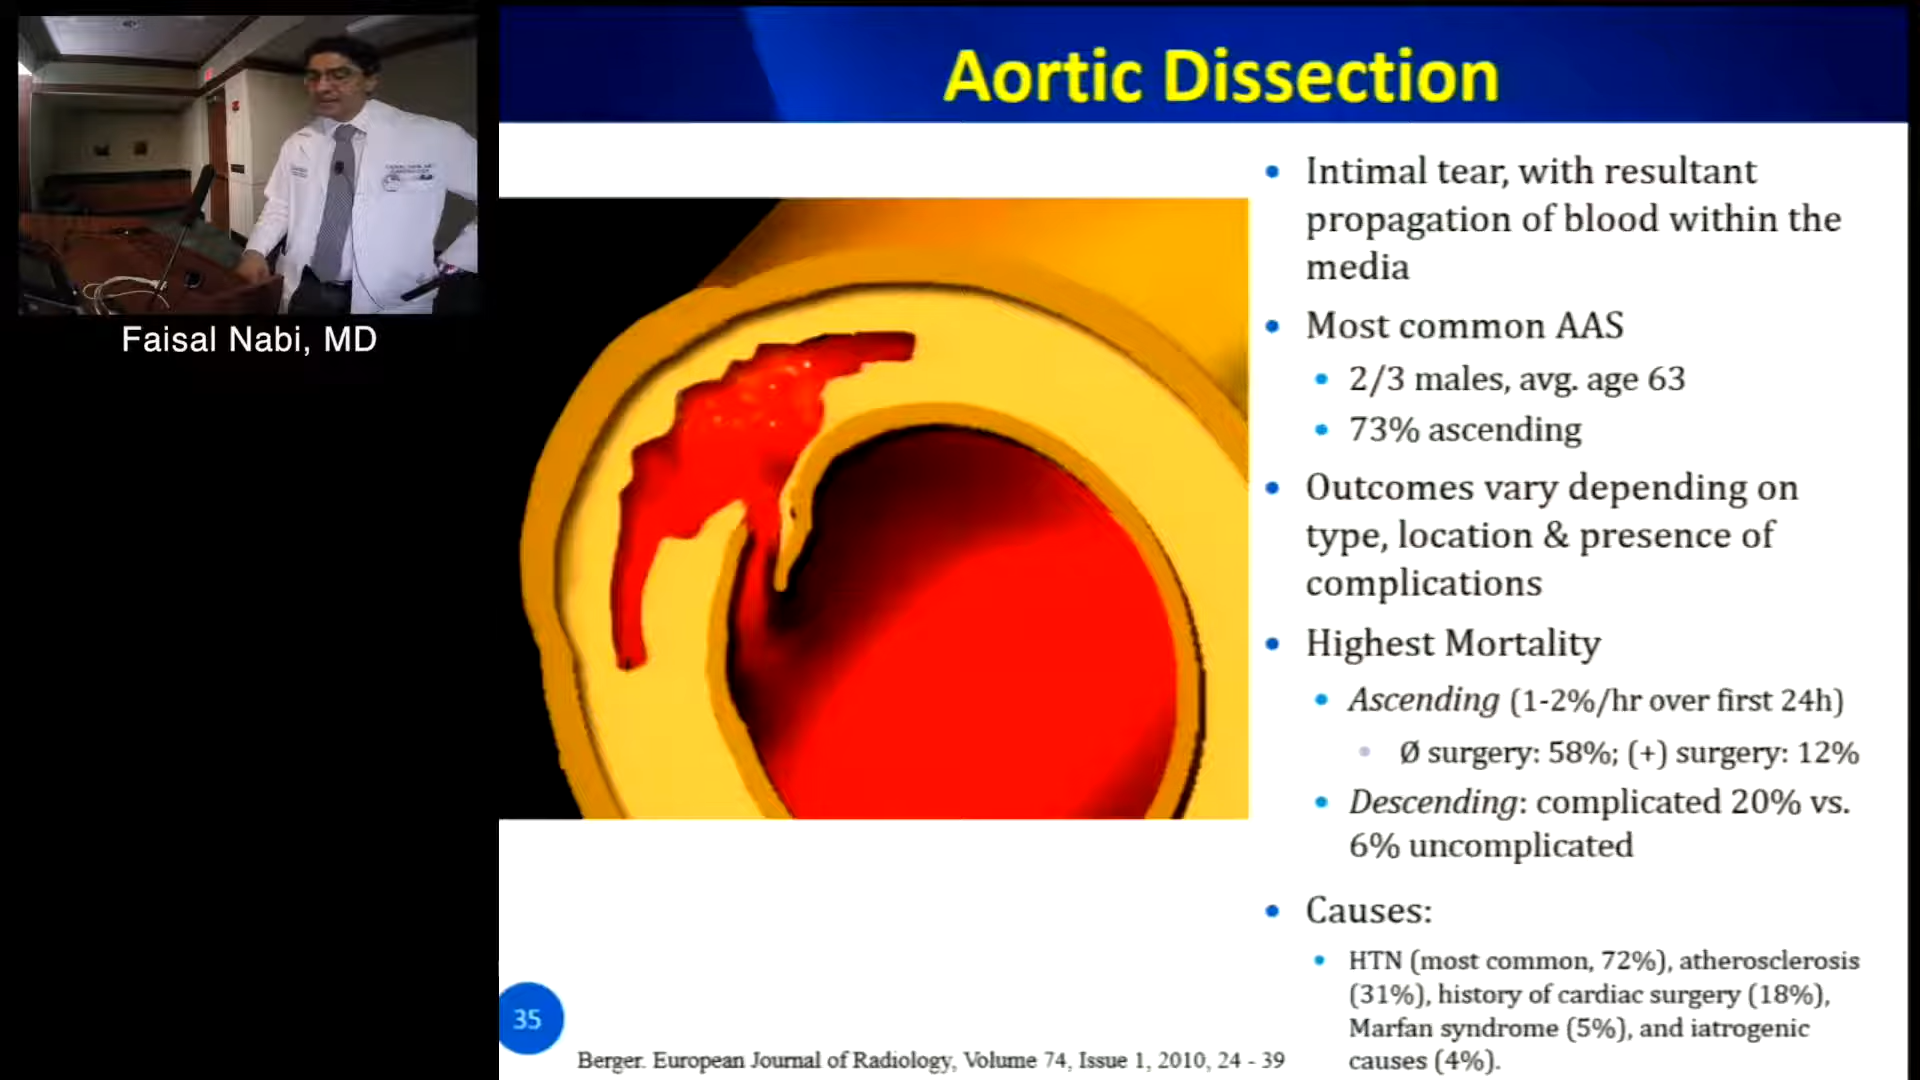 Aortic Dissection
Faisal Nabi, MD
• Intimal tear, with resultant
propagation of blood within the
media
• Most common AAS
• 2/3 males, avg. age 63
• 73% ascending
• Outcomes vary depending on
type, location & presence of
complications
• Highest Mortality
• Ascending (1-2%/hr over first 24h)
• Ø surgery: 58%; (+) surgery: 12%
• Descending: complicated 20% vs.
6% uncomplicated
• Causes:
• HTN (most common, 72%), atherosclerosis
(31%), history of cardiac surgery (18%),
Marfan syndrome (5%), and iatrogenic
causes (4%).
35
Berger. European Journal of Radiology, Volume 74, Issue 1, 2010, 24 - 39